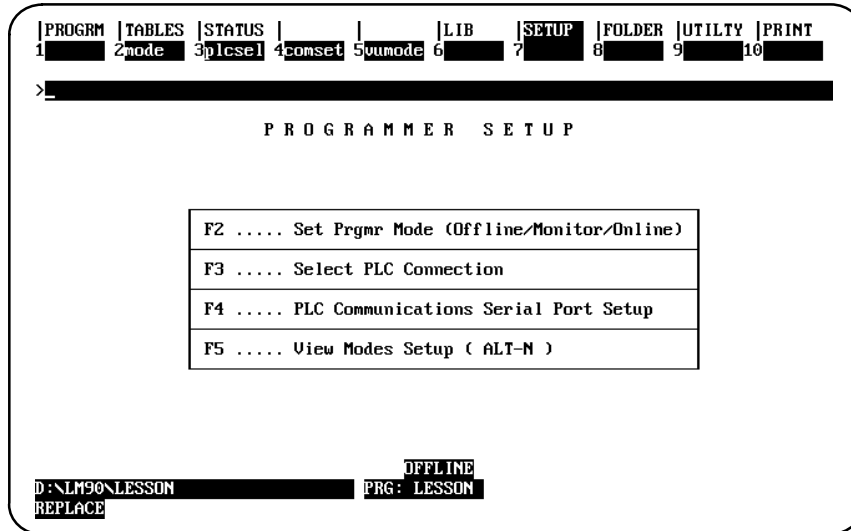 |PROGRM |TABLES |STATUS | | |LIB |SETUP |FOLDER |UTILTY |PRINT
1 2mode 3plcsel 4comset 5vumode 6 7 8 9 10
>_
P R O G R A M M E R S E T U P
F2 ..... Set Prgmr Mode (Offline/Monitor/Online)
F3 ..... Select PLC Connection
F4 ..... PLC Communications Serial Port Setup
F5 ..... View Modes Setup ( ALT-N )
OFFLINE
D:\LM90\LESSON PRG: LESSON
REPLACE